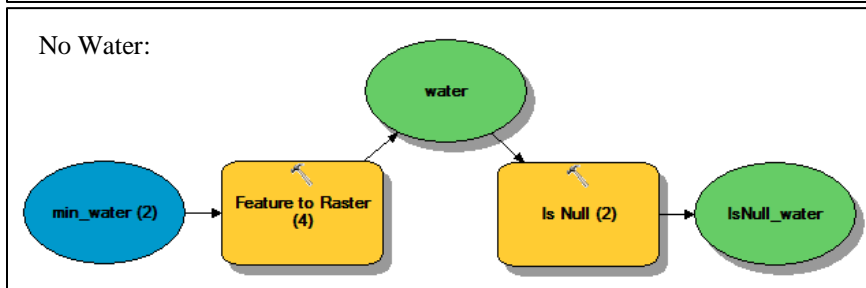 No Water:
water
min_water (2)
Feature to Raster
(4)
Is Null (2)
IsNull_water